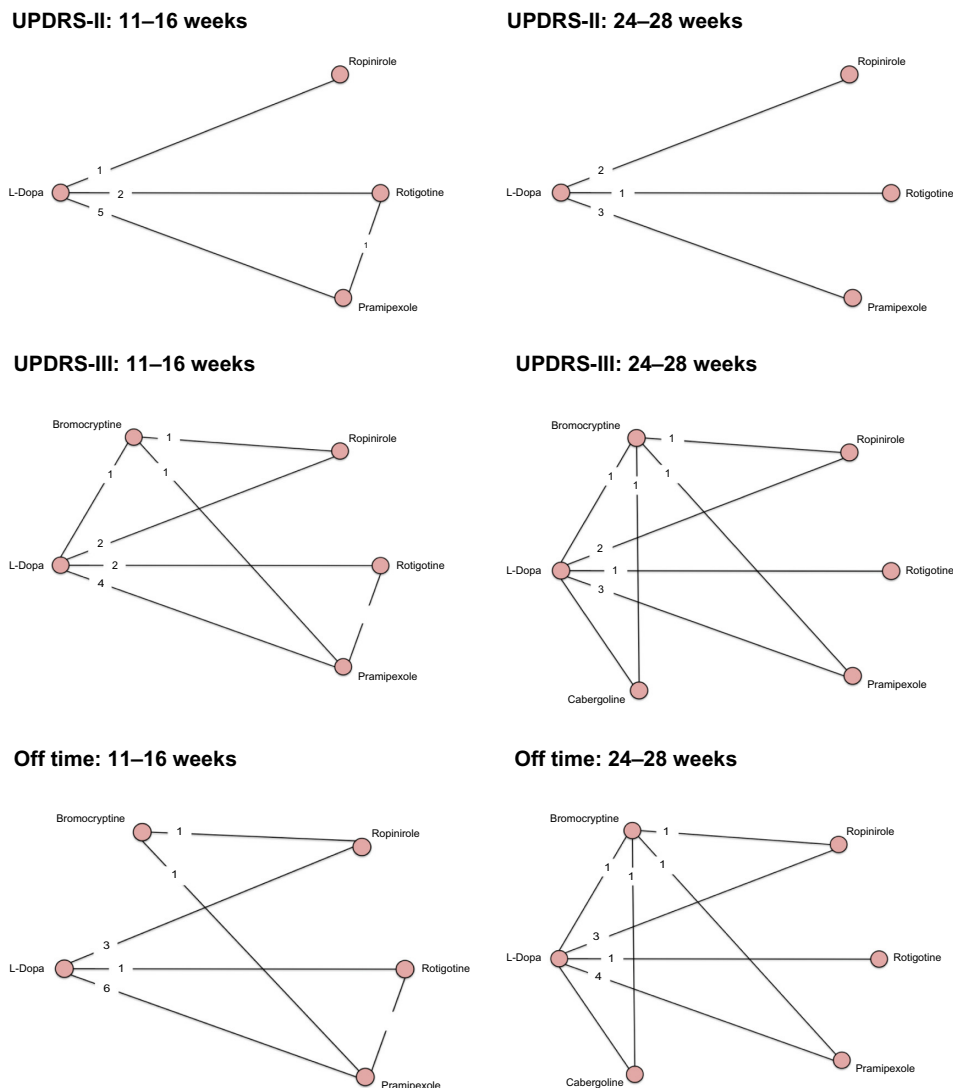 UPDRS-II: 11–16 weeks
Ropinirole
1
L-Dopa
2
Rotigotine
5
1
Pramipexole
UPDRS-II: 24–28 weeks
Ropinirole
2
L-Dopa
1
Rotigotine
3
Pramipexole
UPDRS-III: 11–16 weeks
Bromocryptine
1
Ropinirole
1
1
2
L-Dopa
2
Rotigotine
4
Pramipexole
UPDRS-III: 24–28 weeks
Bromocryptine
1
Ropinirole
1
1
1
2
L-Dopa
1
Rotigotine
3
Pramipexole
Cabergoline
Off time: 11–16 weeks
Bromocryptine
1
Ropinirole
1
3
L-Dopa
1
Rotigotine
6
Pramipexole
Off time: 24–28 weeks
Bromocryptine
1
Ropinirole
1
1
1
3
L-Dopa
1
Rotigotine
4
Pramipexole
Cabergoline